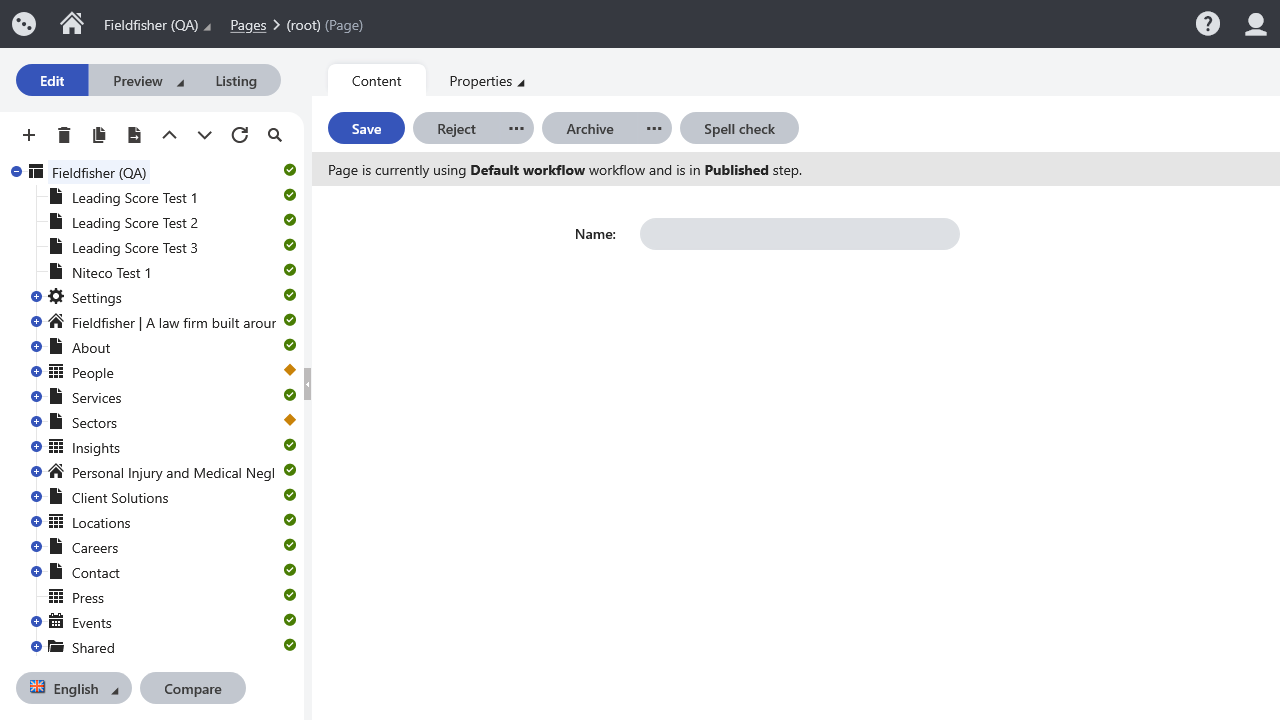 Fieldfisher (QA) Pages (root) (Page)
Edit Preview Listing
Content Properties
Save Reject Archive Spell check
Page is currently using Default workflow workflow and is in Published step.
Name:
Fieldfisher (QA)
Leading Score Test 1
Leading Score Test 2
Leading Score Test 3
Niteco Test 1
Settings
Fieldfisher | A law firm built arour
About
People
Services
Sectors
Insights
Personal Injury and Medical Negl
Client Solutions
Locations
Careers
Contact
Press
Events
Shared
English Compare